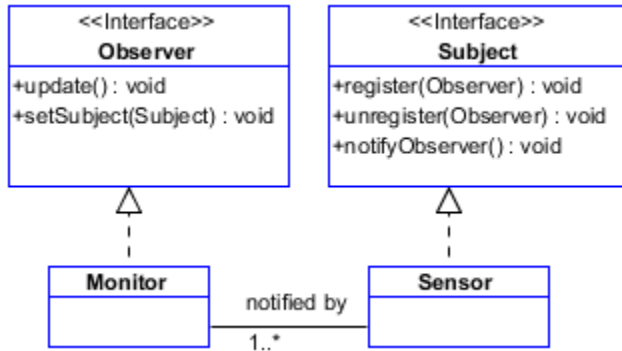 <<Interface>>
Observer
+update() : void
+setSubject(Subject) : void
<<Interface>>
Subject
+register(Observer) : void
+unregister(Observer) : void
+notifyObserver() : void
Monitor
notified by
1..*
Sensor